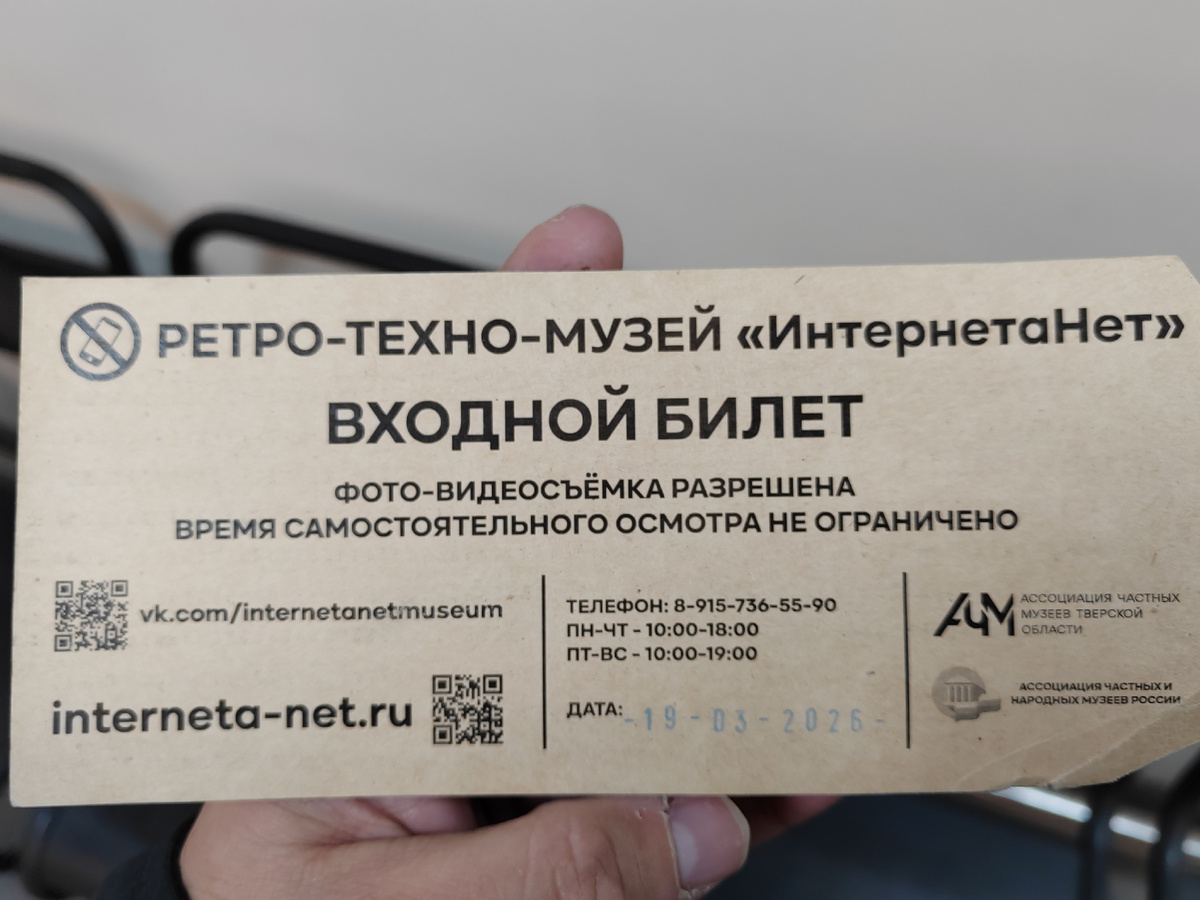 РЕТРО-ТЕХНО-МУЗЕЙ «ИнтернетаНет»
ВХОДНОЙ БИЛЕТ
ФОТО-ВИДЕОСЪЁМКА РАЗРЕШЕНА
ВРЕМЯ САМОСТОЯТЕЛЬНОГО ОСМОТРА НЕ ОГРАНИЧЕНО
vk.com/internetanetmuseum
interneta-net.ru
ТЕЛЕФОН: 8-915-736-55-90
ПН-ЧТ - 10:00-18:00
ПТ-ВС - 10:00-19:00
ДАТА: -19-03-2026-
АЧМ
АССОЦИАЦИЯ ЧАСТНЫХ
МУЗЕЕВ ТВЕРСКОЙ
ОБЛАСТИ
АССОЦИАЦИЯ ЧАСТНЫХ И
НАРОДНЫХ МУЗЕЕВ РОССИИ